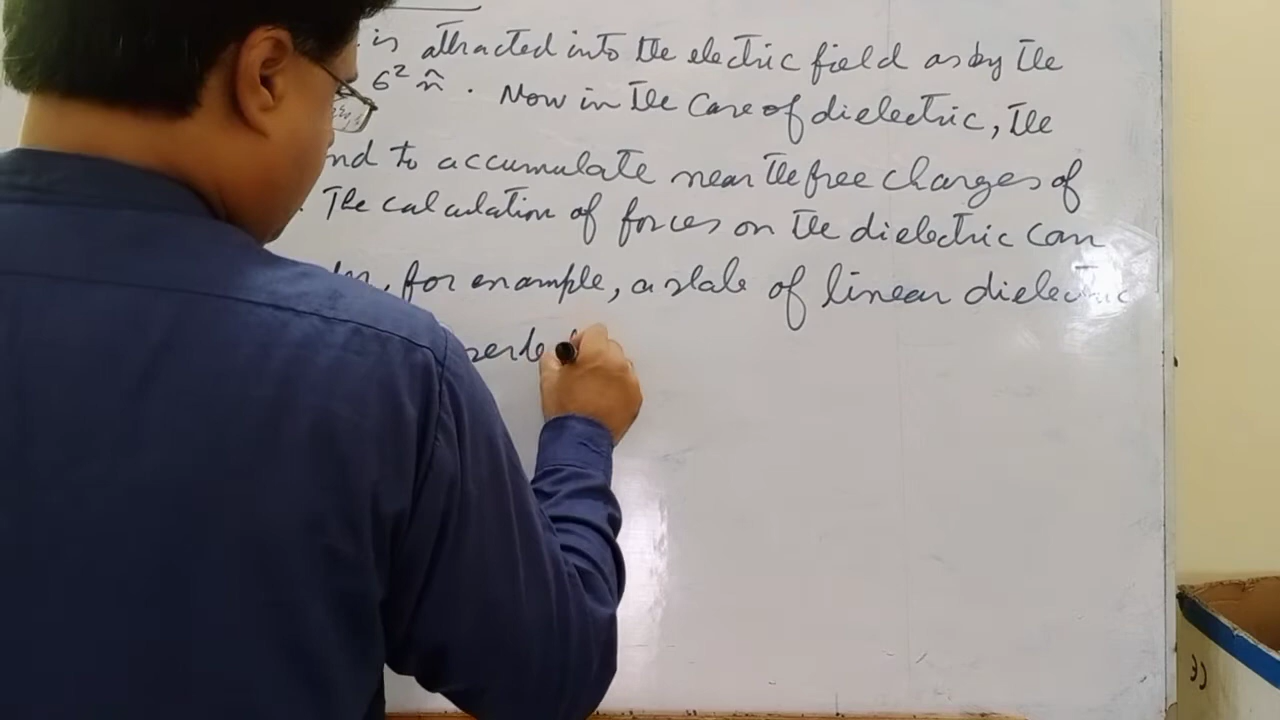 is attracted into the electric field as by the
σ² n̂ . Now in the case of dielectric, the
nd to accumulate near the free charges of
. The calculation of forces on the dielectric can
, for example, a slab of linear dielectric
CE